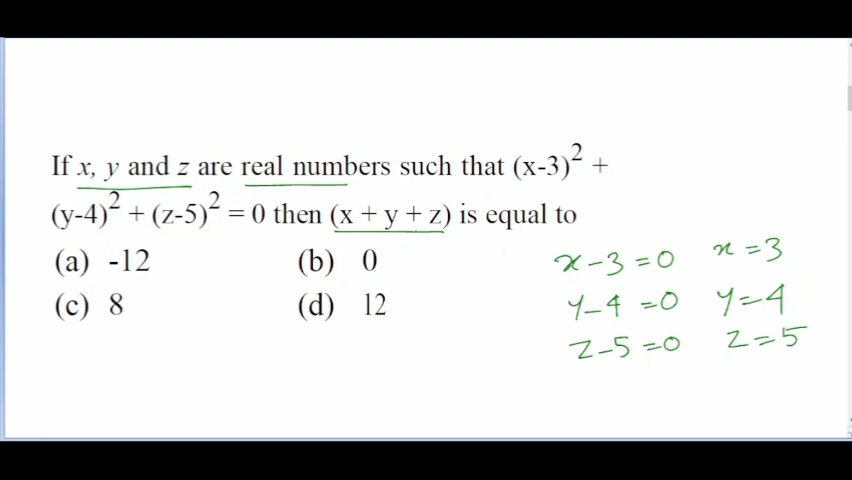 If x, y and z are real numbers such that (x-3)² +
(y-4)² + (z-5)² = 0 then (x + y + z) is equal to
(a) -12 (b) 0
(c) 8 (d) 12
x-3=0 x=3
y-4=0 y=4
z-5=0 z=5